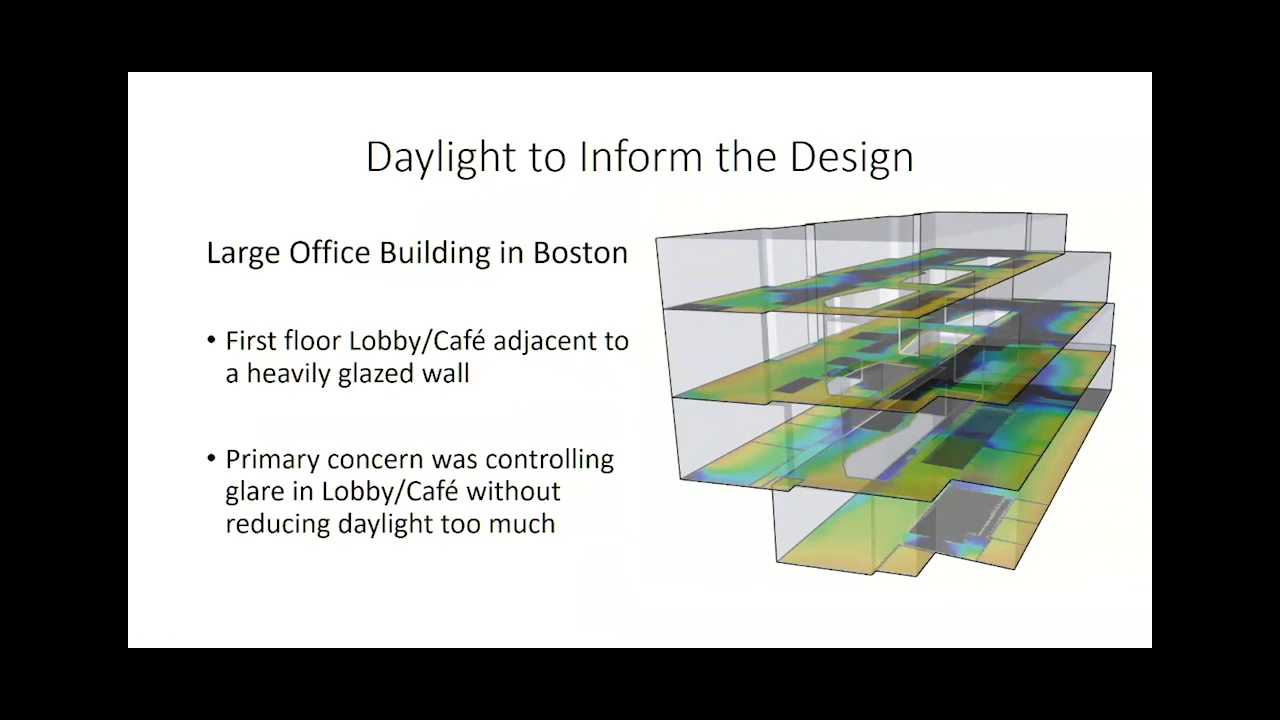 Daylight to Inform the Design
Large Office Building in Boston
• First floor Lobby/Café adjacent to
a heavily glazed wall
• Primary concern was controlling
glare in Lobby/Café without
reducing daylight too much